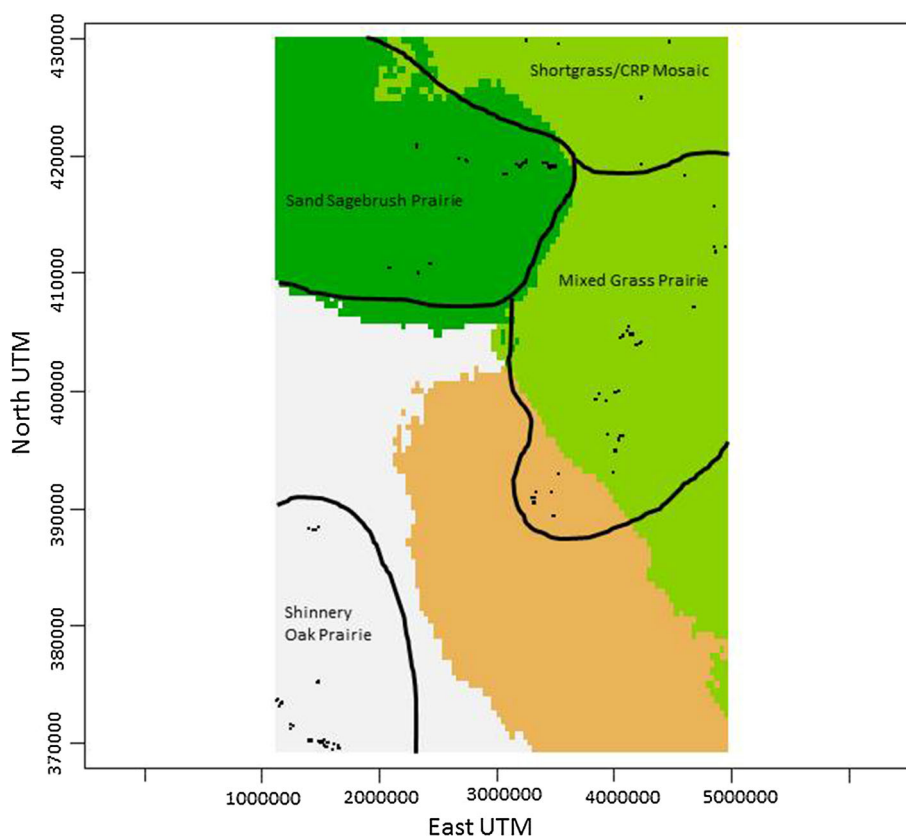 430000
Shortgrass/CRP Mosaic
420000
Sand Sagebrush Prairie
Mixed Grass Prairie
410000
North UTM
400000
390000
Shinnery
Oak Prairie
380000
370000
1000000 2000000 3000000 4000000 5000000
East UTM